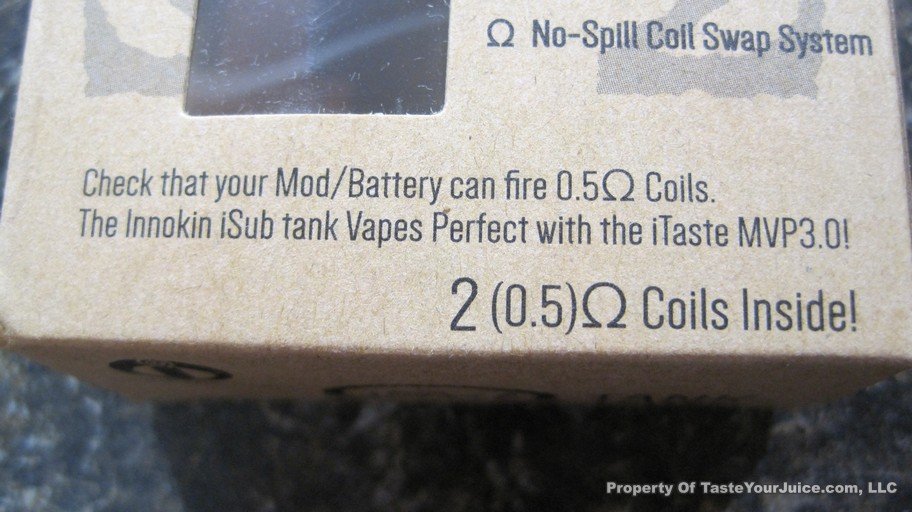 Ω No-Spill Coil Swap System
Check that your Mod/Battery can fire 0.5Ω Coils.
The Innokin iSub tank Vapes Perfect with the iTaste MVP3.0!
2 (0.5)Ω Coils Inside!
Property Of TasteYourJuice.com, LLC